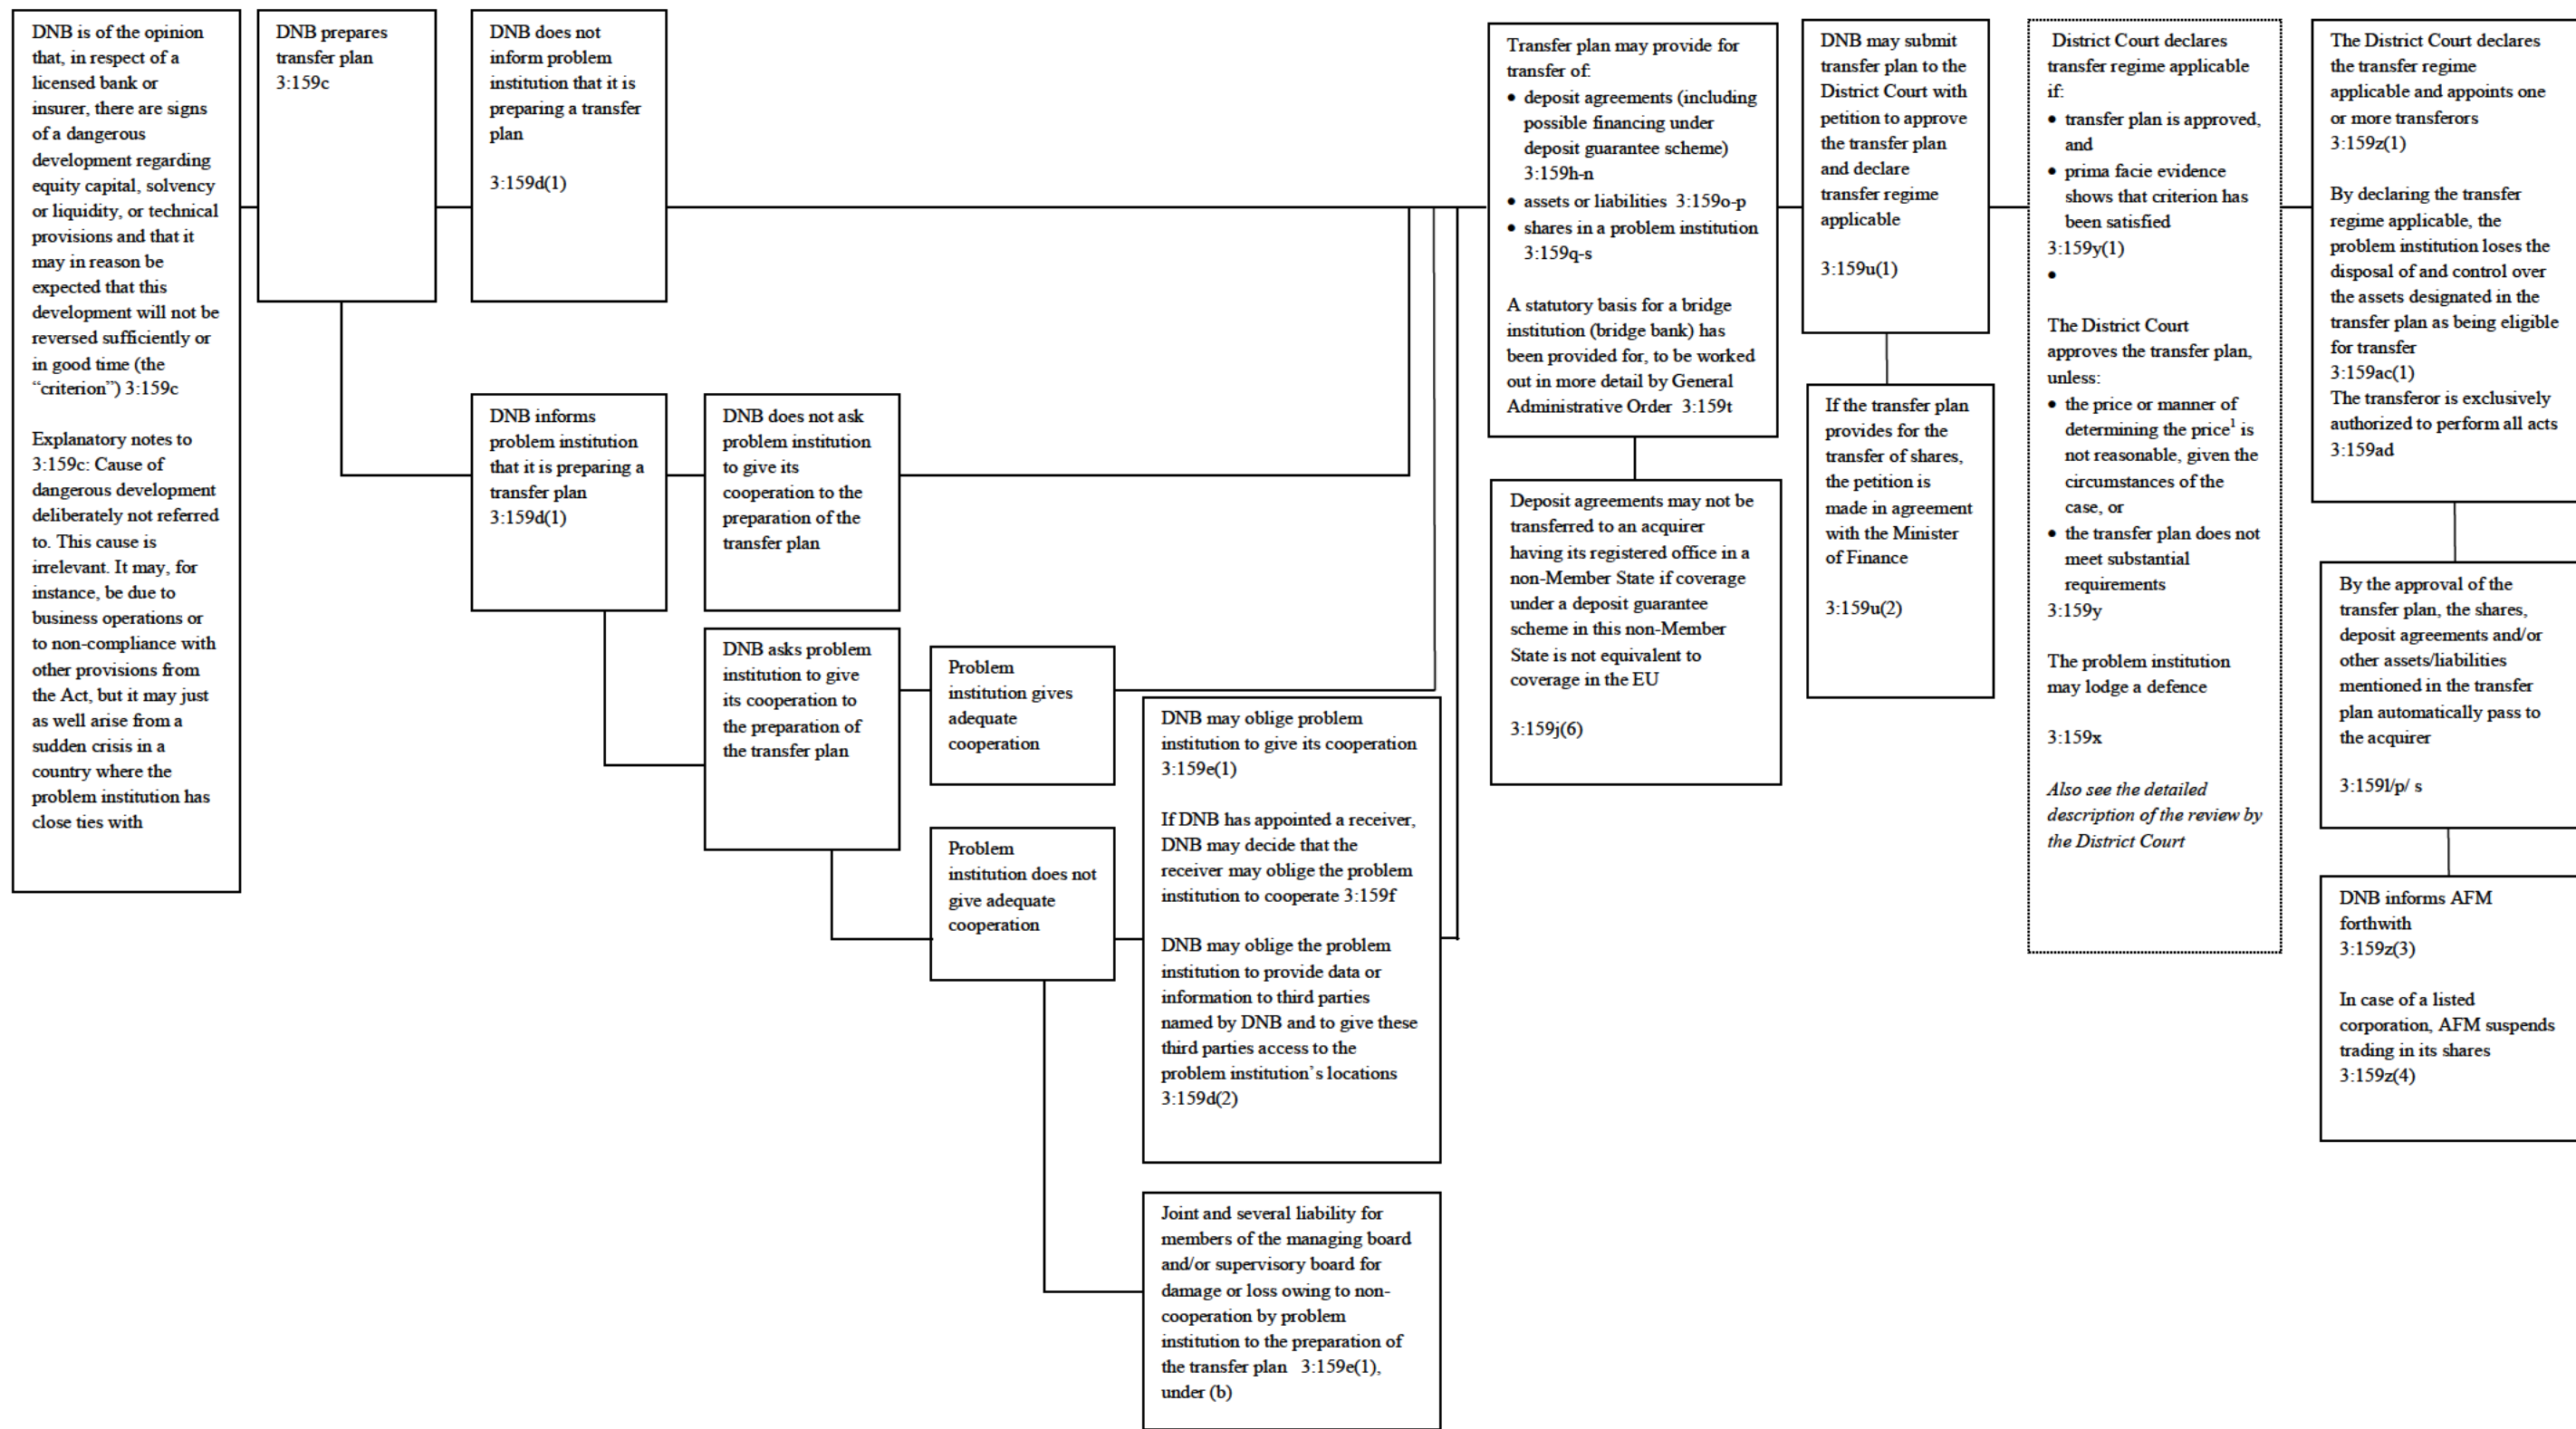 DNB is of the opinion
that, in respect of a
licensed bank or
insurer, there are signs
of a dangerous
development regarding
equity capital, solvency
or liquidity, or technical
provisions and that it
may in reason be
expected that this
development will not be
reversed sufficiently or
in good time (the
“criterion”) 3:159c
Explanatory notes to
3:159c: Cause of
dangerous development
deliberately not referred
to. This cause is
irrelevant. It may, for
instance, be due to
business operations or
to non-compliance with
other provisions from
the Act, but it may just
as well arise from a
sudden crisis in a
country where the
problem institution has
close ties with
DNB prepares
transfer plan
3:159c
DNB does not
inform problem
institution that it is
preparing a transfer
plan
3:159d(1)
DNB informs
problem institution
that it is preparing a
transfer plan
3:159d(1)
DNB does not ask
problem institution
to give its
cooperation to the
preparation of the
transfer plan
DNB asks problem
institution to give
its cooperation to
the preparation of
the transfer plan
Problem
institution gives
adequate
cooperation
Problem
institution does not
give adequate
cooperation
DNB may oblige problem
institution to give its cooperation
3:159e(1)
If DNB has appointed a receiver,
DNB may decide that the
receiver may oblige the problem
institution to cooperate 3:159f
DNB may oblige the problem
institution to provide data or
information to third parties
named by DNB and to give these
third parties access to the
problem institution’s locations
3:159d(2)
Joint and several liability for
members of the managing board
and/or supervisory board for
damage or loss owing to non-
cooperation by problem
institution to the preparation of
the transfer plan 3:159e(1),
under (b)
Transfer plan may provide for
transfer of:
• deposit agreements (including
possible financing under
deposit guarantee scheme)
3:159h-n
• assets or liabilities 3:159o-p
• shares in a problem institution
3:159q-s
A statutory basis for a bridge
institution (bridge bank) has
been provided for, to be worked
out in more detail by General
Administrative Order 3:159t
Deposit agreements may not be
transferred to an acquirer
having its registered office in a
non-Member State if coverage
under a deposit guarantee
scheme in this non-Member
State is not equivalent to
coverage in the EU
3:159j(6)
DNB may submit
transfer plan to the
District Court with
petition to approve
the transfer plan
and declare
transfer regime
applicable
3:159u(1)
If the transfer plan
provides for the
transfer of shares,
the petition is
made in agreement
with the Minister
of Finance
3:159u(2)
District Court declares
transfer regime applicable
if:
• transfer plan is approved,
and
• prima facie evidence
shows that criterion has
been satisfied
3:159y(1)
•
The District Court
approves the transfer plan,
unless:
• the price or manner of
determining the price¹ is
not reasonable, given the
circumstances of the
case, or
• the transfer plan does not
meet substantial
requirements
3:159y
The problem institution
may lodge a defence
3:159x
Also see the detailed
description of the review by
the District Court
The District Court declares
the transfer regime
applicable and appoints one
or more transferors
3:159z(1)
By declaring the transfer
regime applicable, the
problem institution loses the
disposal of and control over
the assets designated in the
transfer plan as being eligible
for transfer
3:159ac(1)
The transferor is exclusively
authorized to perform all acts
3:159ad
By the approval of the
transfer plan, the shares,
deposit agreements and/or
other assets/liabilities
mentioned in the transfer
plan automatically pass to
the acquirer
3:159l/p/ s
DNB informs AFM
forthwith
3:159z(3)
In case of a listed
corporation, AFM suspends
trading in its shares
3:159z(4)